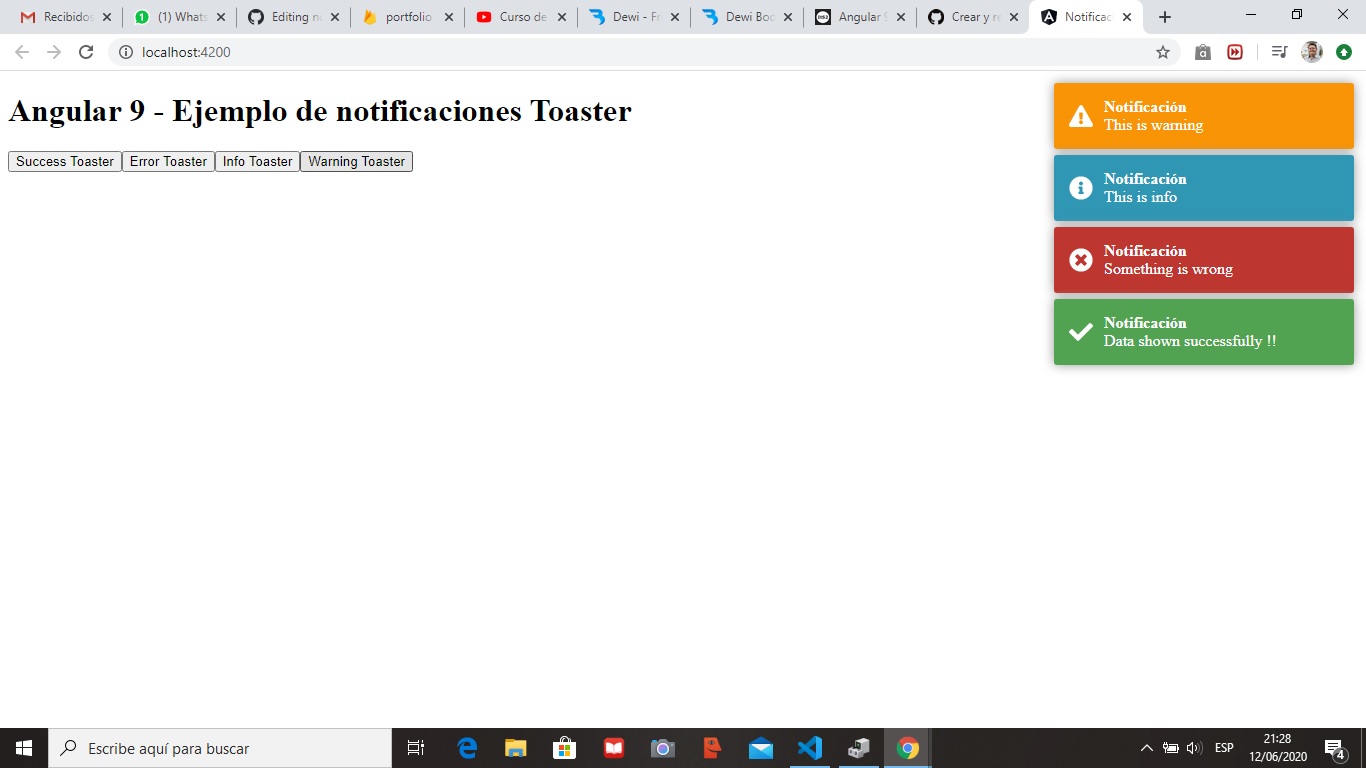 Recibidos
(1) Whats
Editing n
portfolio
Curso de
Dewi - Fr
Dewi Boo
Angular 9
Crear y re
Notificac
localhost:4200
Angular 9 - Ejemplo de notificaciones Toaster
Success Toaster Error Toaster Info Toaster Warning Toaster
Notificación
This is warning
Notificación
This is info
Notificación
Something is wrong
Notificación
Data shown successfully !!
Escribe aquí para buscar
ESP
21:28
12/06/2020
4